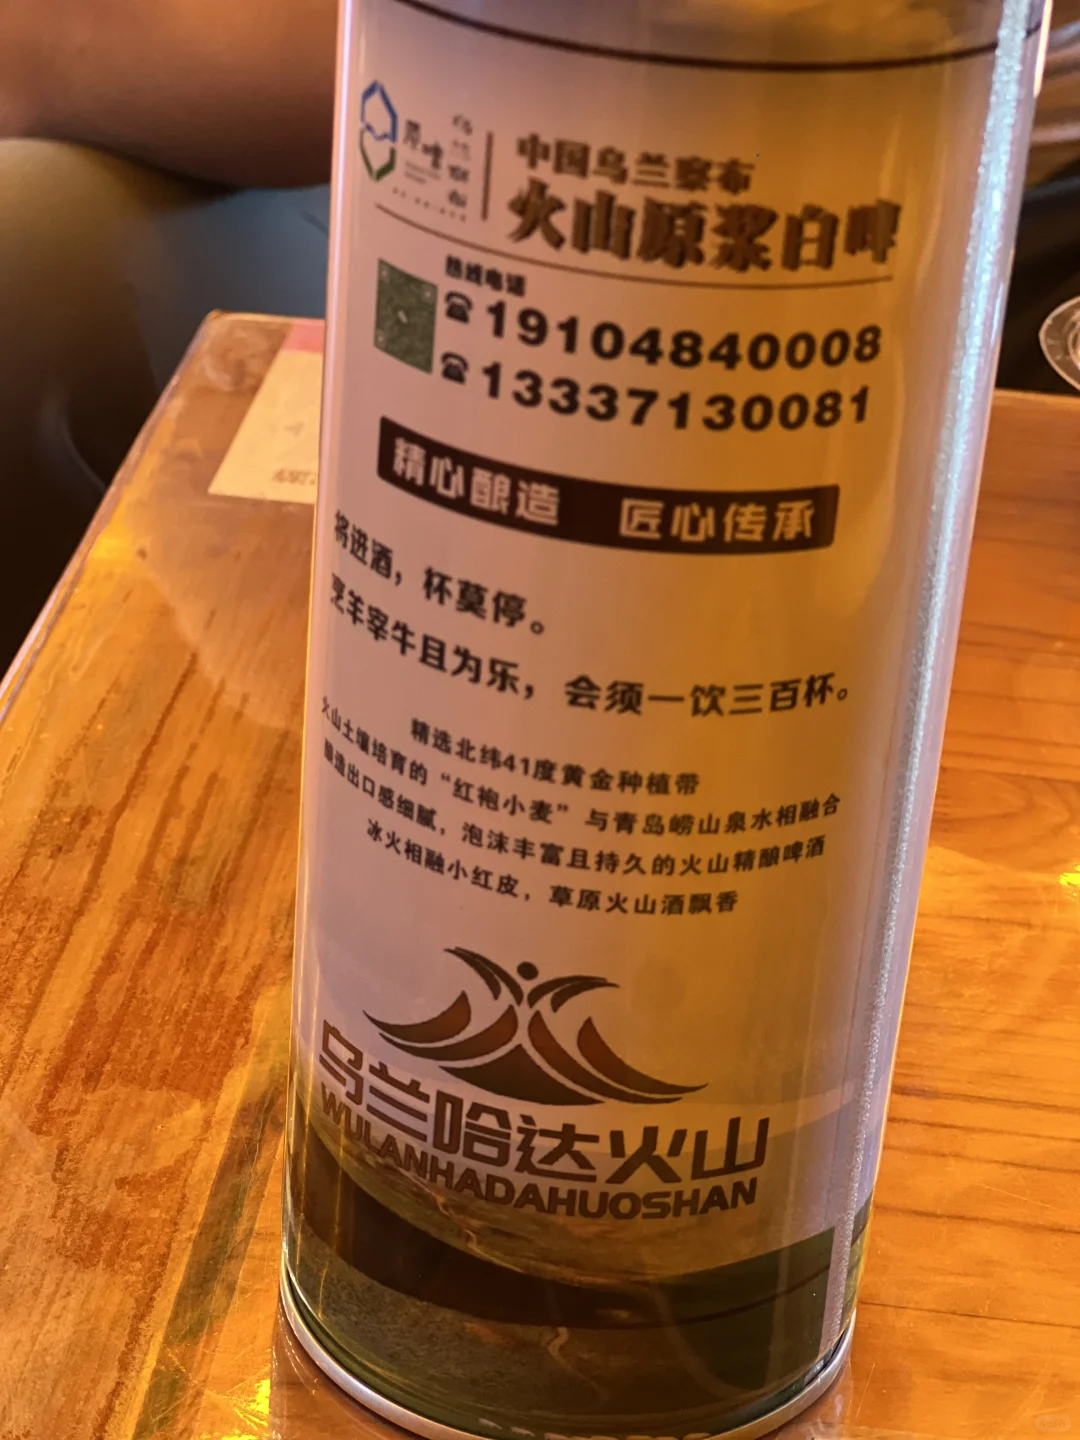 原味
乌兰察布
中国乌兰察布
火山原浆白啤
热线电话
☎19104840008
☎13337130081
精心酿造 匠心传承
将进酒，杯莫停。
烹羊宰牛且为乐，会须一饮三百杯。
精选北纬41度黄金种植带
火山土壤培育的“红袍小麦”与青岛崂山泉水相融合
酿造出口感细腻，泡沫丰富且持久的火山精酿啤酒
冰火相融小红皮，草原火山酒飘香
乌兰哈达火山
WULANHADAHUOSHAN